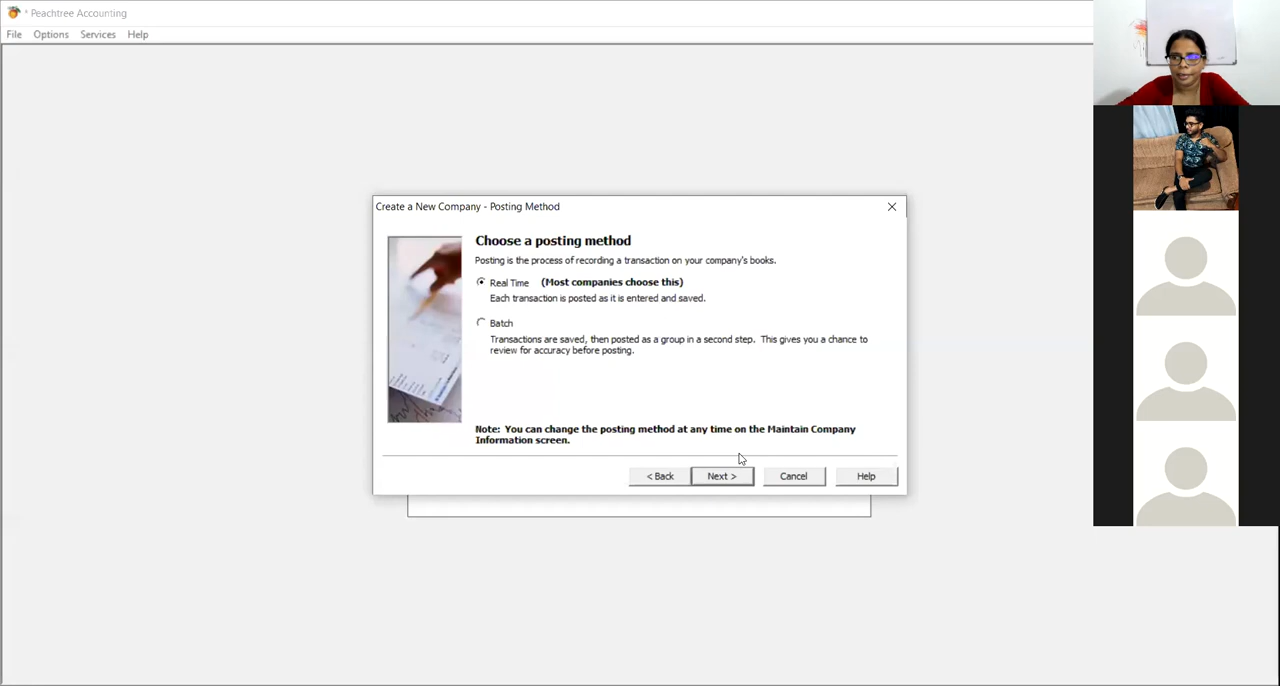 * Peachtree Accounting
File Options Services Help
Create a New Company - Posting Method
Choose a posting method
Posting is the process of recording a transaction on your company's books.
Real Time (Most companies choose this)
Each transaction is posted as it is entered and saved.
Batch
Transactions are saved, then posted as a group in a second step. This gives you a chance to
review for accuracy before posting.
Note: You can change the posting method at any time on the Maintain Company
Information screen.
< Back Next > Cancel Help